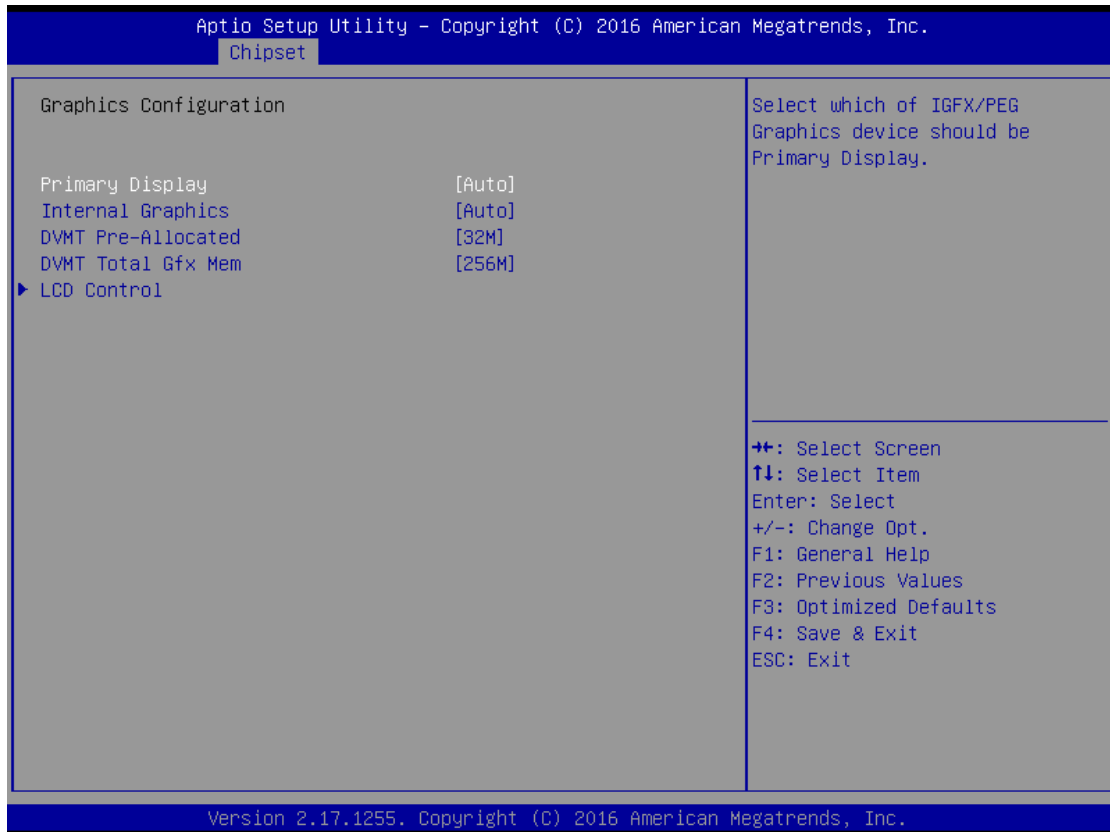 Aptio Setup Utility – Copyright (C) 2016 American Megatrends, Inc.
Chipset
Graphics Configuration
Primary Display [Auto]
Internal Graphics [Auto]
DVMT Pre-Allocated [32M]
DVMT Total Gfx Mem [256M]
▶ LCD Control
Select which of IGFX/PEG
Graphics device should be
Primary Display.
→←: Select Screen
↑↓: Select Item
Enter: Select
+/-: Change Opt.
F1: General Help
F2: Previous Values
F3: Optimized Defaults
F4: Save & Exit
ESC: Exit
Version 2.17.1255. Copyright (C) 2016 American Megatrends, Inc.